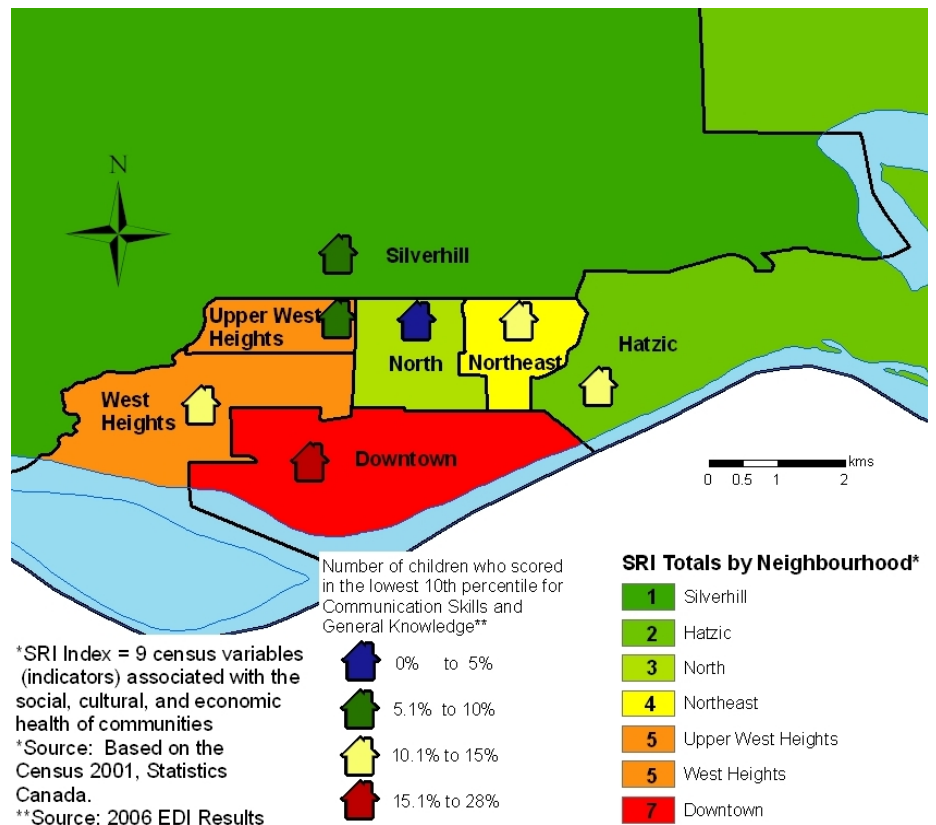 N
Silverhill
Upper West
Heights
North
Northeast
Hatzic
West
Heights
Downtown
kms
0 0.5 1 2
Number of children who scored
in the lowest 10th percentile for
Communication Skills and
General Knowledge**
0% to 5%
5.1% to 10%
10.1% to 15%
15.1% to 28%
SRI Totals by Neighbourhood*
1 Silverhill
2 Hatzic
3 North
4 Northeast
5 Upper West Heights
5 West Heights
7 Downtown
*SRI Index = 9 census variables
(indicators) associated with the
social, cultural, and economic
health of communities
*Source: Based on the
Census 2001, Statistics
Canada.
**Source: 2006 EDI Results